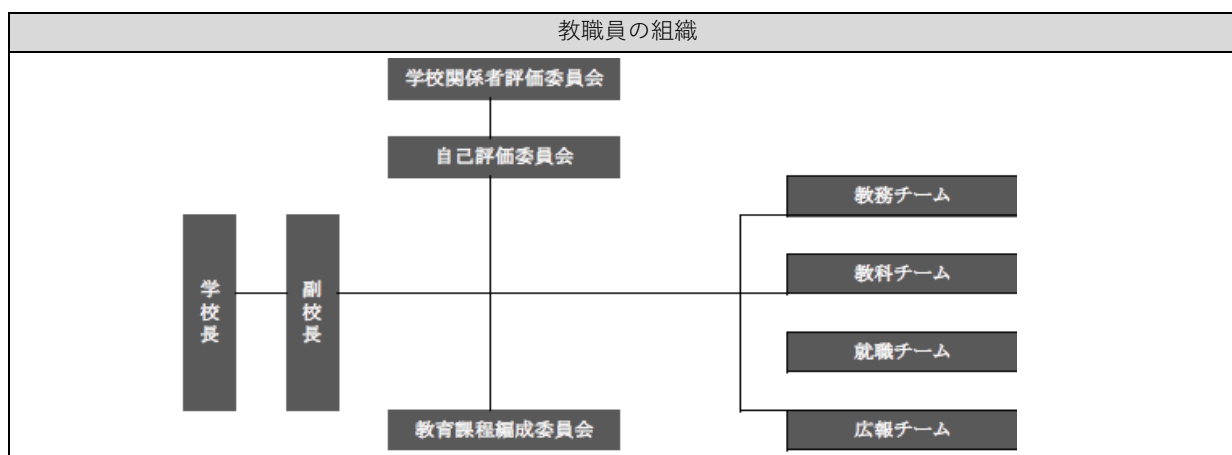 教職員の組織
学校関係者評価委員会
自己評価委員会
教務チーム
学校長
副校長
教科チーム
就職チーム
教育課程編成委員会
広報チーム